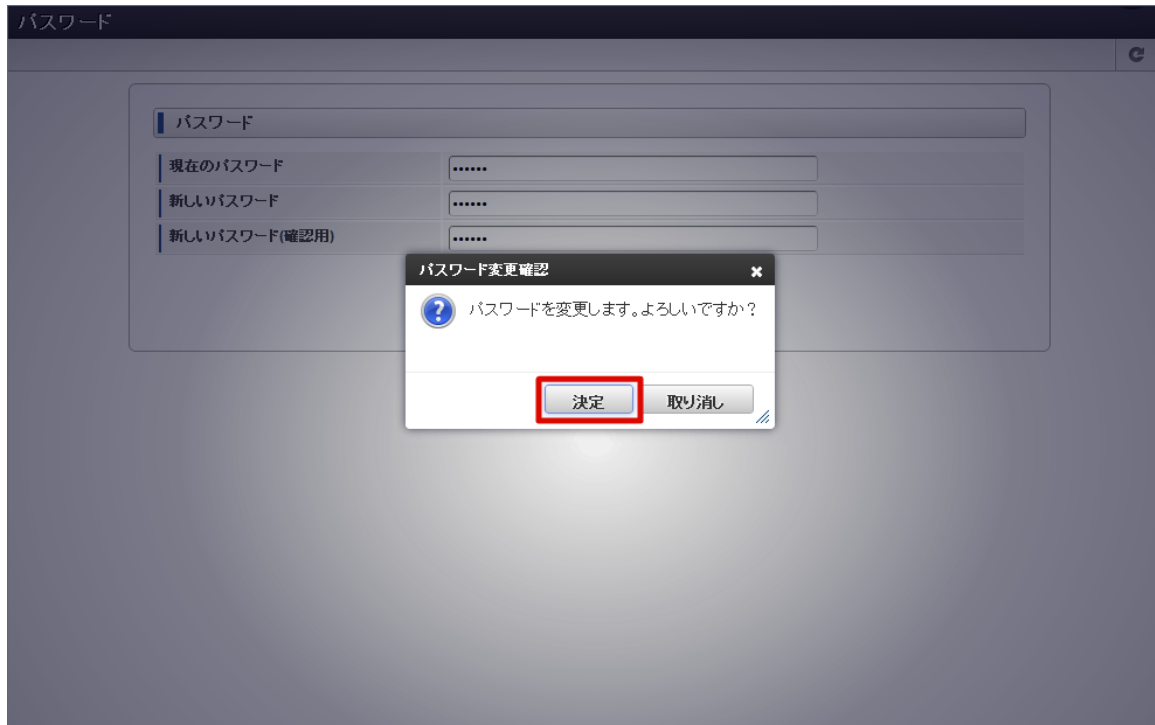 パスワード
パスワード
現在のパスワード
••••••
新しいパスワード
••••••
新しいパスワード(確認用)
••••••
パスワード変更確認
パスワードを変更します。よろしいですか?
決定 取り消し